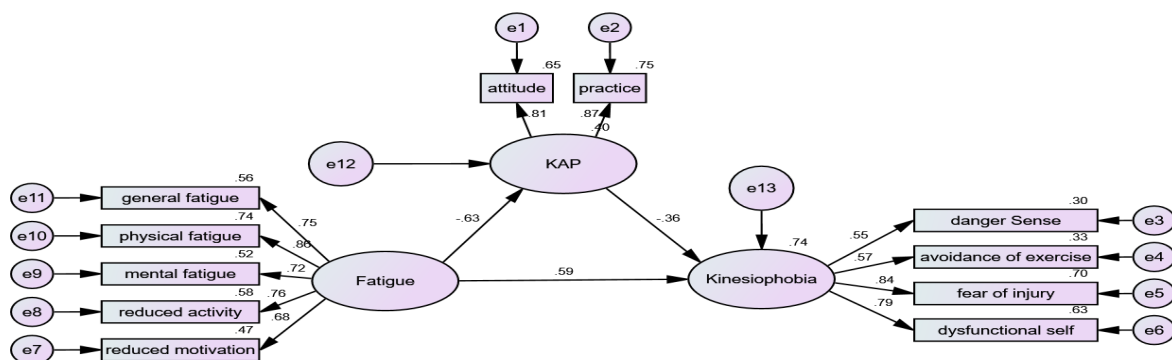 e1
e2
.65
.75
attitude
practice
.81
.87
.40
e12
KAP
e13
.56
e11
general fatigue
.75
-.63
-.36
.30
danger Sense
e3
.74
e10
physical fatigue
.86
.74
.55
.33
avoidance of exercise
e4
.52
e9
mental fatigue
.72
Fatigue
.59
Kinesiophobia
.57
.70
fear of injury
e5
.58
e8
reduced activity
.76
.84
.63
dysfunctional self
e6
.79
.47
e7
reduced motivation
.68